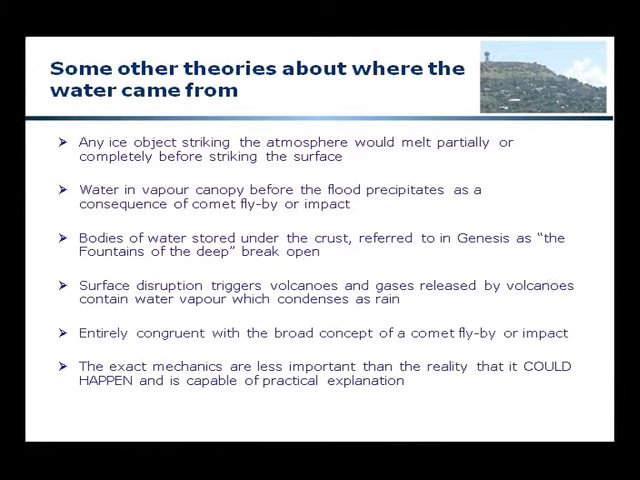 Some other theories about where the
water came from
Any ice object striking the atmosphere would melt partially or
completely before striking the surface
Water in vapour canopy before the flood precipitates as a
consequence of comet fly-by or impact
Bodies of water stored under the crust, referred to in Genesis as “the
Fountains of the deep” break open
Surface disruption triggers volcanoes and gases released by volcanoes
contain water vapour which condenses as rain
Entirely congruent with the broad concept of a comet fly-by or impact
The exact mechanics are less important than the reality that it COULD
HAPPEN and is capable of practical explanation